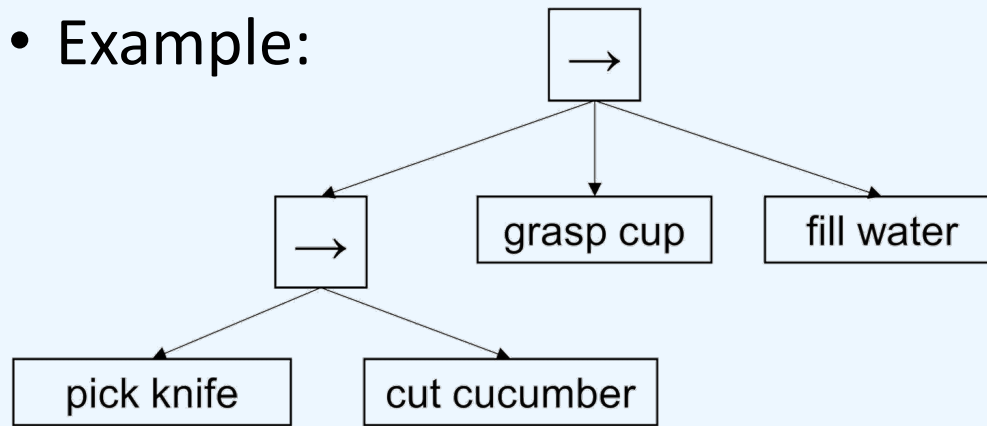 • Example:
→
→
grasp cup
fill water
pick knife
cut cucumber